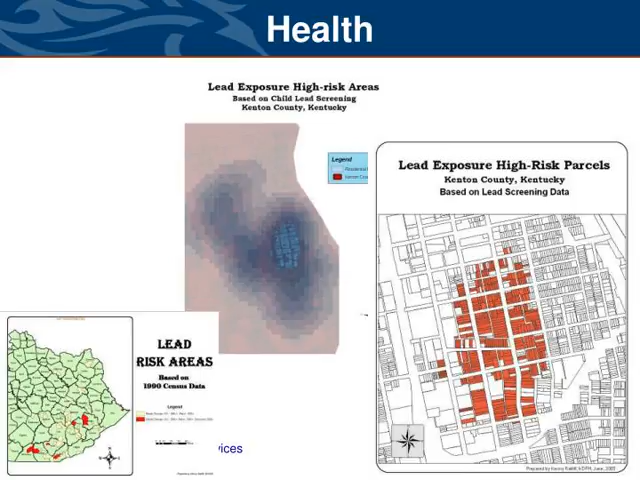 Health
Lead Exposure High-risk Areas
Based on Child Lead Screening
Kenton County, Kentucky
Legend
Lead Exposure High-Risk Parcels
Kenton County, Kentucky
Based on Lead Screening Data
LEAD
RISK AREAS
Based on
1990 Census Data
Legend
vices